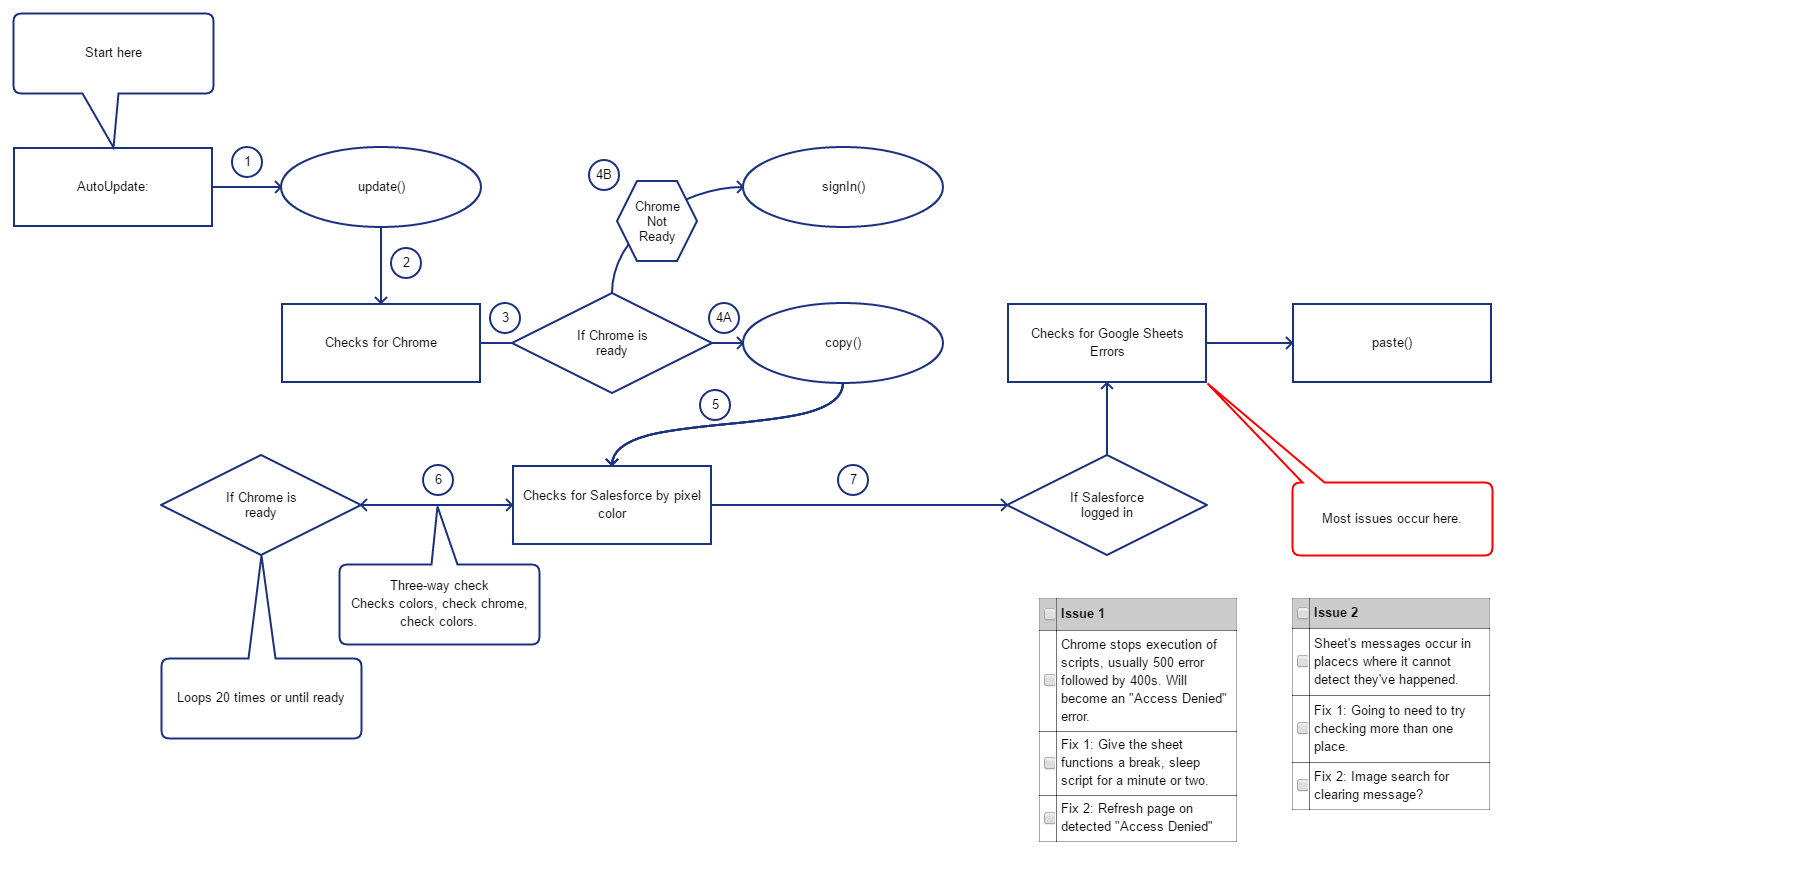 Start here
AutoUpdate:
1
update()
2
Checks for Chrome
3
If Chrome is
ready
4B
Chrome
Not
Ready
signIn()
4A
copy()
5
Checks for Salesforce by pixel
color
6
If Chrome is
ready
Three-way check
Checks colors, check chrome,
check colors.
Loops 20 times or until ready
7
If Salesforce
logged in
Checks for Google Sheets
Errors
paste()
Most issues occur here.
Issue 1
Chrome stops execution of
scripts, usually 500 error
followed by 400s. Will
become an "Access Denied"
error.
Fix 1: Give the sheet
functions a break, sleep
script for a minute or two.
Fix 2: Refresh page on
detected "Access Denied"
Issue 2
Sheet's messages occur in
placecs where it cannot
detect they've happened.
Fix 1: Going to need to try
checking more than one
place.
Fix 2: Image search for
clearing message?